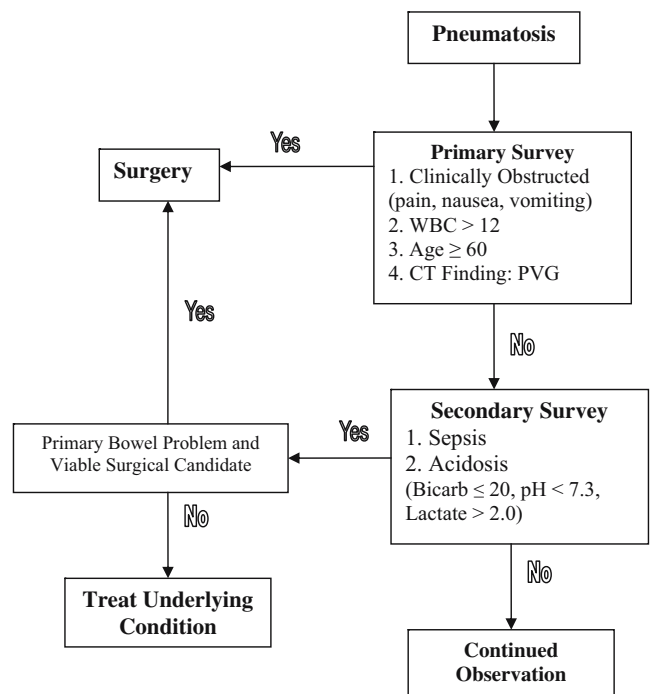 Pneumatosis
Yes
Primary Survey
1. Clinically Obstructed
(pain, nausea, vomiting)
2. WBC > 12
3. Age ≥ 60
4. CT Finding: PVG
Surgery
Yes
No
Secondary Survey
1. Sepsis
2. Acidosis
(Bicarb ≤ 20, pH < 7.3,
Lactate > 2.0)
Yes
Primary Bowel Problem and
Viable Surgical Candidate
No
No
Treat Underlying
Condition
Continued
Observation